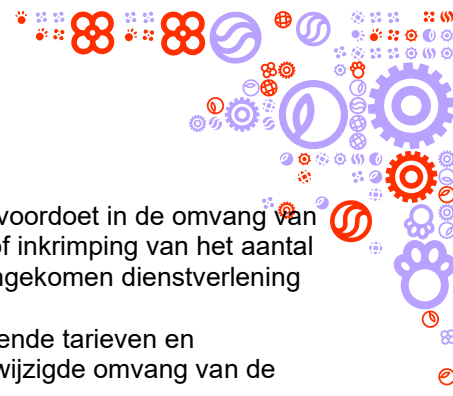 voordoet in de omvang van
of inkrimping van het aantal
ngekomen dienstverlening
ende tarieven en
wijzigde omvang van de